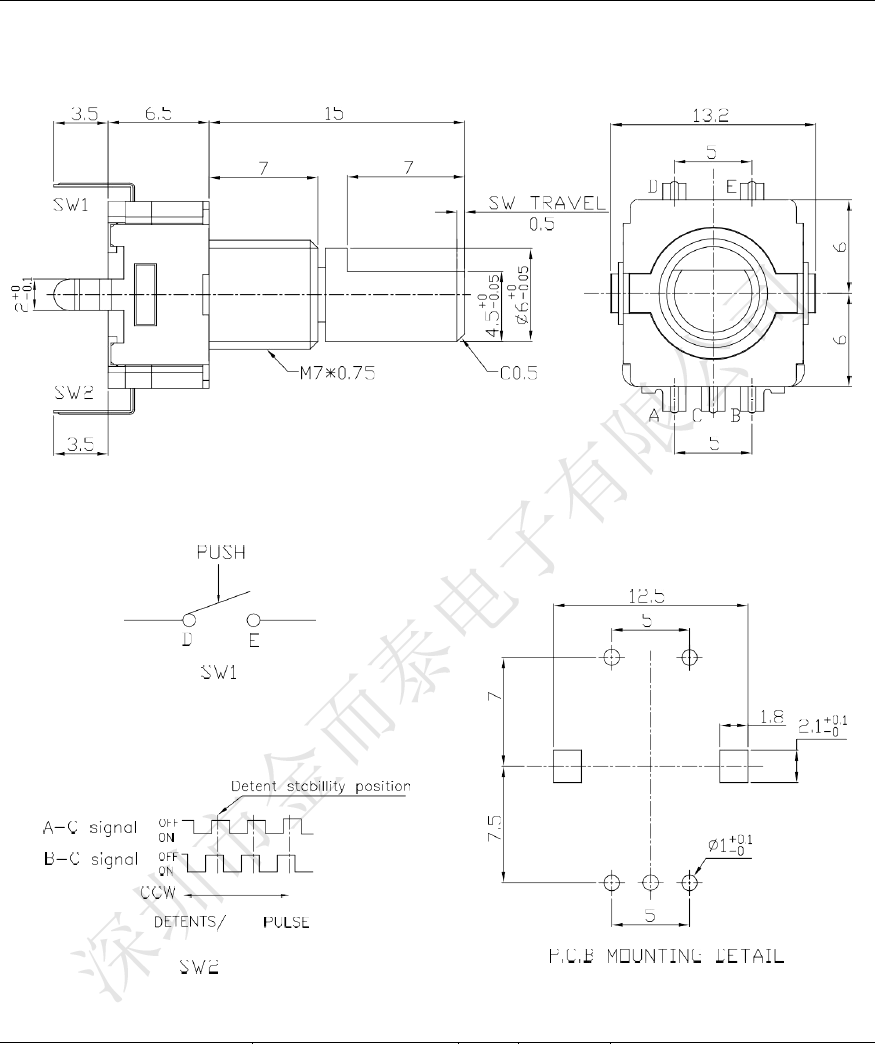 3.5
6.5
15
13.2
7
7
5
SW1
D
E
SW TRAVEL
0.5
2+0-0.1
4.5+0-0.05
Ø6+0-0.05
6
6
M7*0.75
C0.5
SW2
A
C
B
3.5
5
PUSH
D
E
SW1
12.5
5
7
1.8
2.1+0.1-0
7.5
Detent stabillity position
A-C signal
OFF
ON
B-C signal
OFF
ON
CCW
DETENTS/
PULSE
SW2
Ø1+0.1-0
5
P.C.B MOUNTING DETAIL
深圳市金而泰电子有限公司